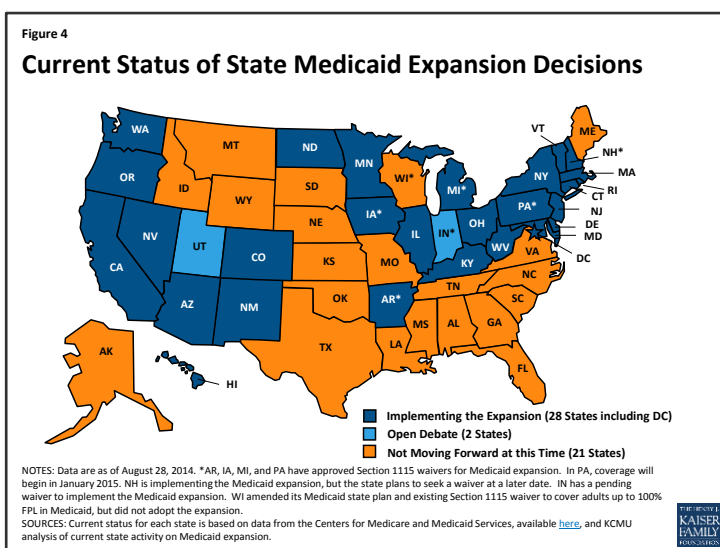 Figure 4
Current Status of State Medicaid Expansion Decisions
WA
OR
CA
NV
ID
MT
WY
UT
AZ
CO
NM
ND
SD
NE
KS
OK
TX
MN
IA*
MO
AR*
LA
WI*
IL
MI*
IN*
OH
KY
TN
MS
AL
GA
FL
SC
NC
VA
WV
PA*
NY
VT
ME
NH*
MA
RI
CT
NJ
DE
MD
DC
AK
HI
Implementing the Expansion (28 States including DC)
Open Debate (2 States)
Not Moving Forward at this Time (21 States)
NOTES: Data are as of August 28, 2014. *AR, IA, MI, and PA have approved Section 1115 waivers for Medicaid expansion. In PA, coverage will
begin in January 2015. NH is implementing the Medicaid expansion, but the state plans to seek a waiver at a later date. IN has a pending
waiver to implement the Medicaid expansion. WI amended its Medicaid state plan and existing Section 1115 waiver to cover adults up to 100%
FPL in Medicaid, but did not adopt the expansion.
SOURCES: Current status for each state is based on data from the Centers for Medicare and Medicaid Services, available here, and KCMU
analysis of current state activity on Medicaid expansion.
THE HENRY J.
KAISER
FAMILY
FOUNDATION